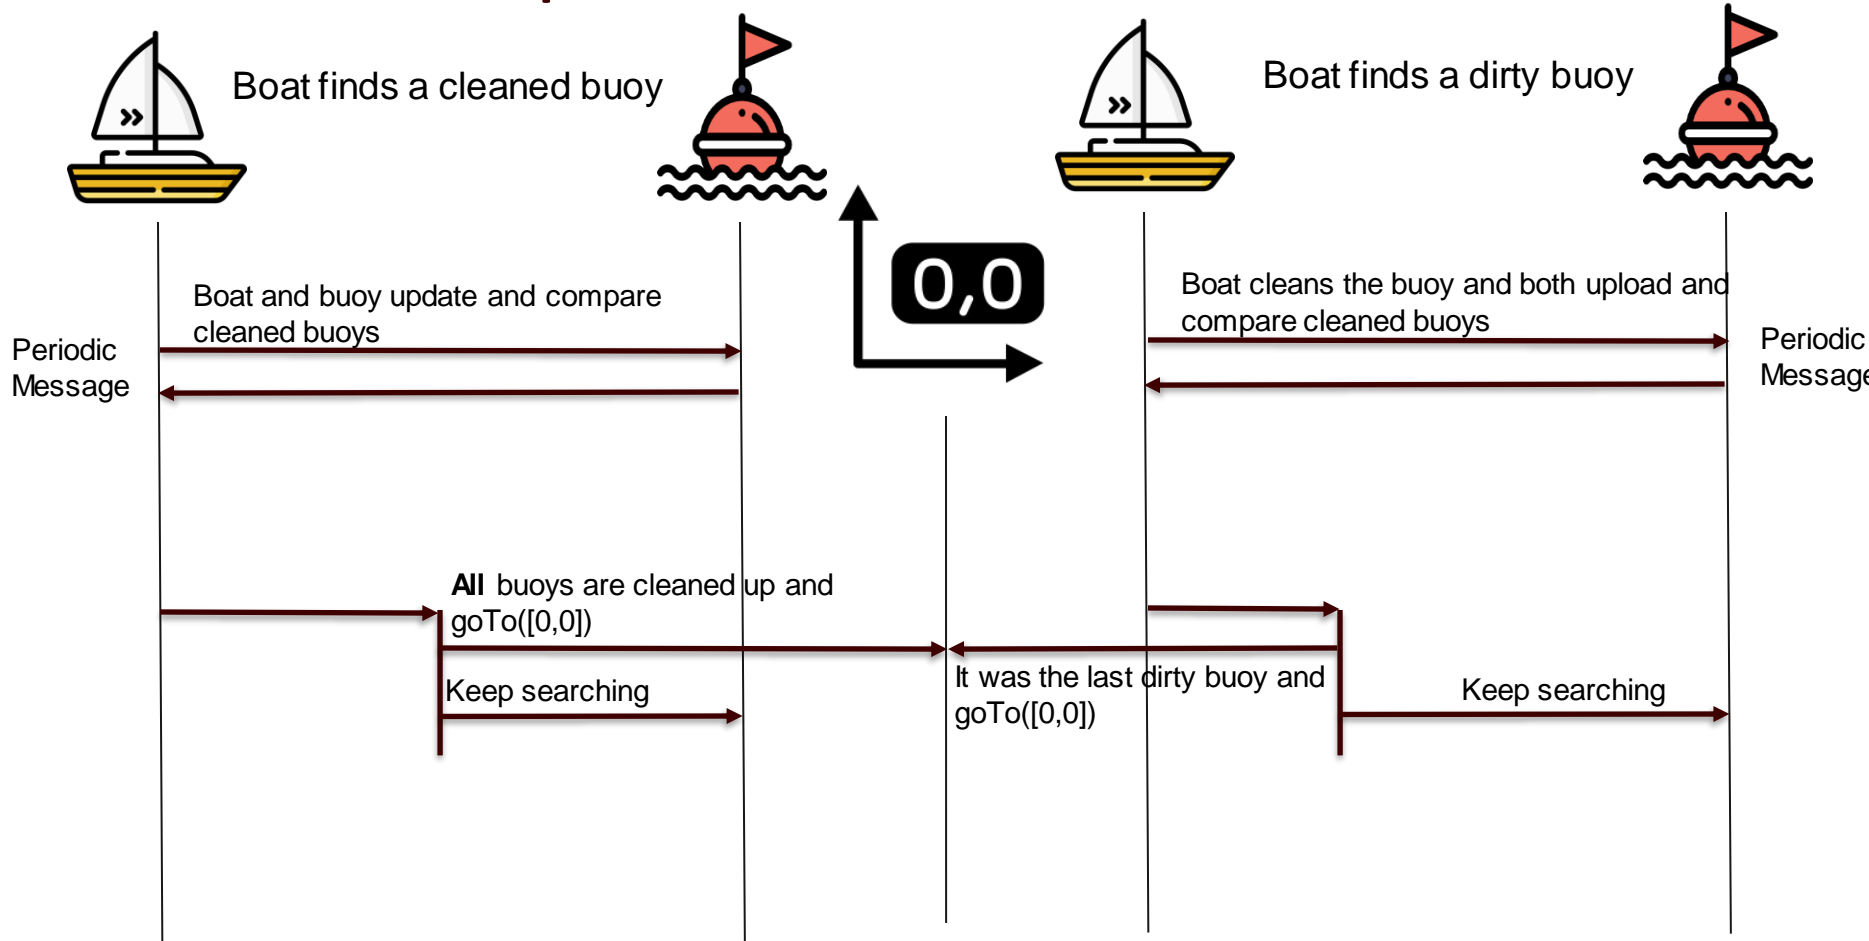 Boat finds a cleaned buoy
Boat finds a dirty buoy
0,0
Boat and buoy update and compare
cleaned buoys
Periodic
Message
Boat cleans the buoy and both upload and
compare cleaned buoys
Periodic
Message
All buoys are cleaned up and
goTo([0,0])
Keep searching
It was the last dirty buoy and
goTo([0,0])
Keep searching